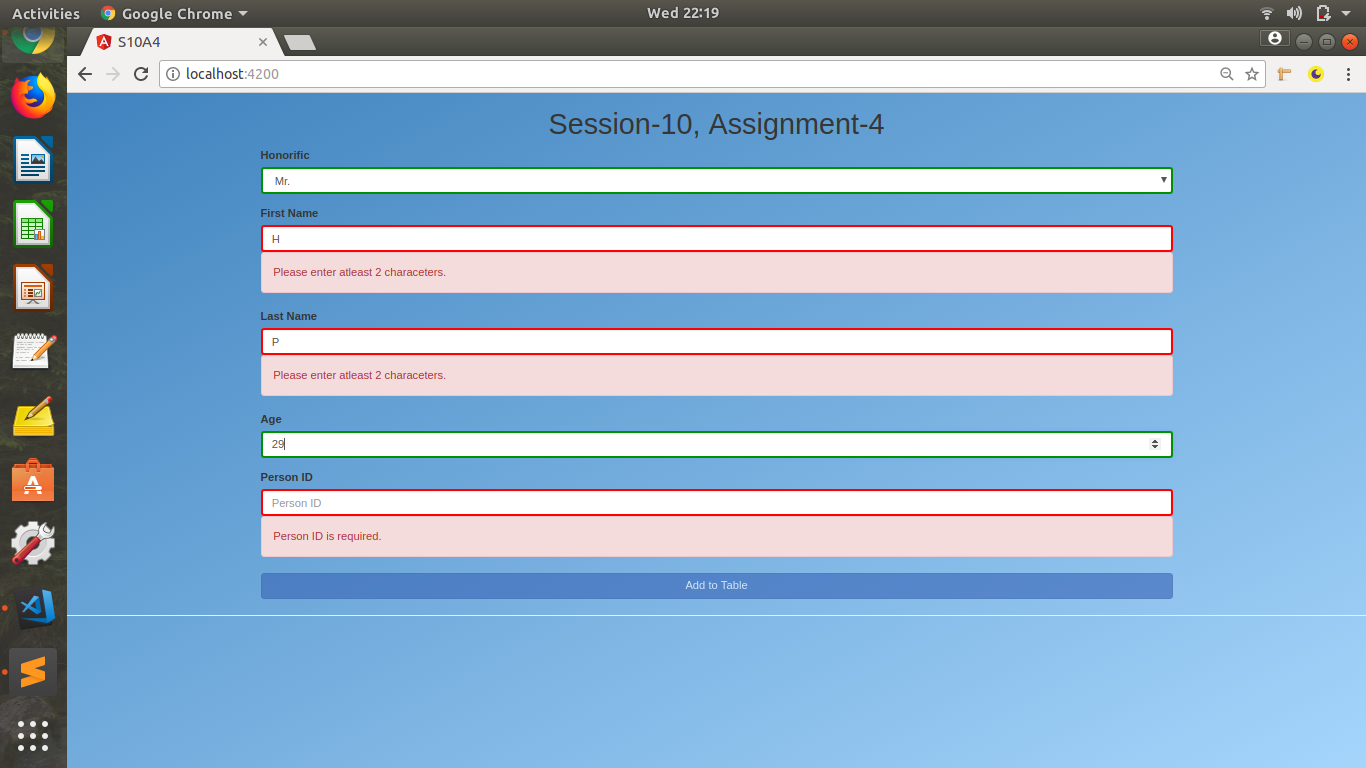 Activities
Google Chrome
Wed 22:19
S10A4
localhost:4200
Session-10, Assignment-4
Honorific
Mr.
First Name
H
Please enter atleast 2 characeters.
Last Name
P
Please enter atleast 2 characeters.
Age
29
Person ID
Person ID
Person ID is required.
Add to Table